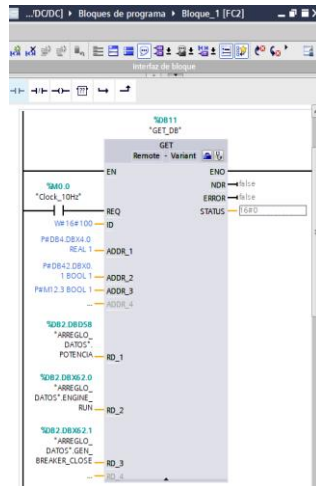 ...'DC/DC] ▸ Bloques de programa ▸ Bloque_1 [FC2]
Interfaz de bloque
%DB11
"GET_DB"
GET
Remote - Variant
EN
ENO
NDR
false
%M0.0
ERROR
false
"Clock_10Hz"
STATUS
16#0
REQ
W#16#100
ID
P#DB4.DBX4.0
REAL 1
ADDR_1
P#DB42.DBX0.
1 BOOL 1
ADDR_2
P#M12.3 BOOL 1
ADDR_3
...
ADDR_4
%DB2.DBD58
"ARREGLO_
DATOS".
POTENCIA
RD_1
%DB2.DBX62.0
"ARREGLO_
DATOS".ENGINE_
RUN
RD_2
%DB2.DBX62.1
"ARREGLO_
DATOS".GEN_
BREAKER_CLOSE
RD_3
...
RD_4